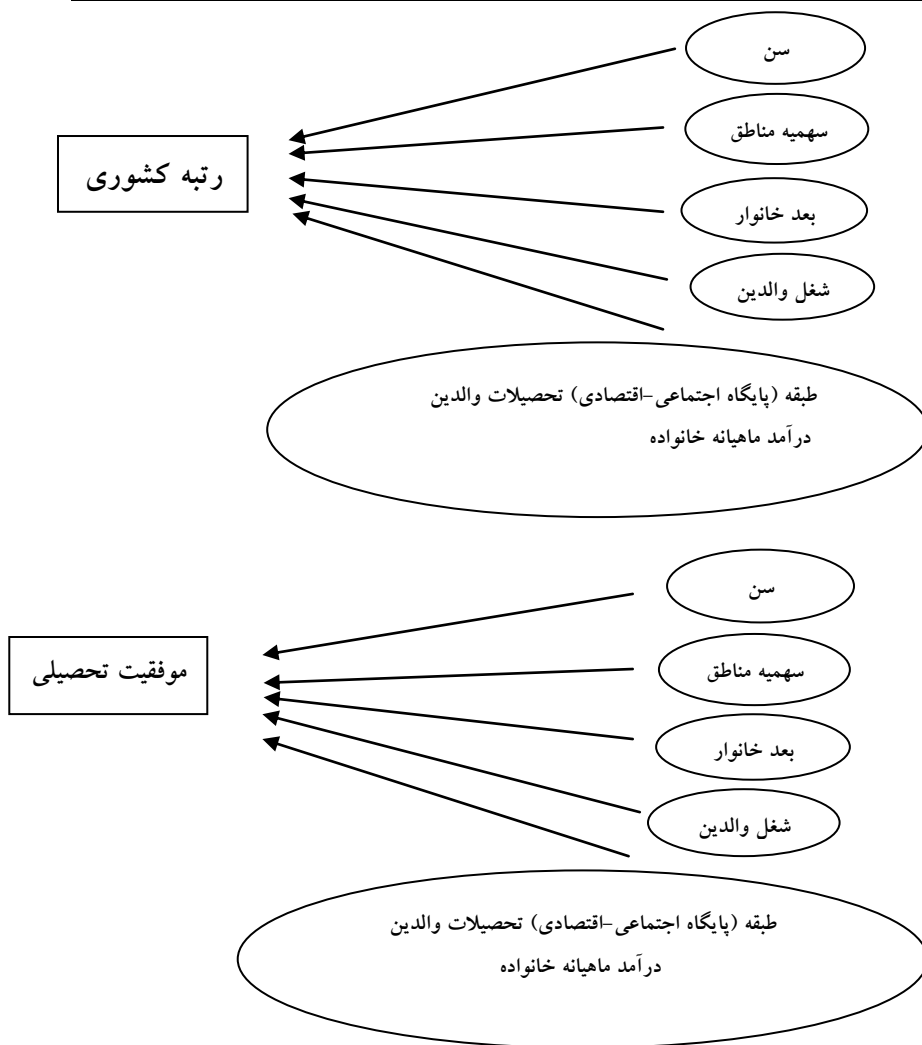 سن
سهمیه مناطق
رتبه کشوری
بعد خانوار
شغل والدین
طبقه (پایگاه اجتماعی-اقتصادی) تحصیلات والدین
درآمد ماهیانه خانواده
سن
سهمیه مناطق
موفقیت تحصیلی
بعد خانوار
شغل والدین
طبقه (پایگاه اجتماعی-اقتصادی) تحصیلات والدین
درآمد ماهیانه خانواده